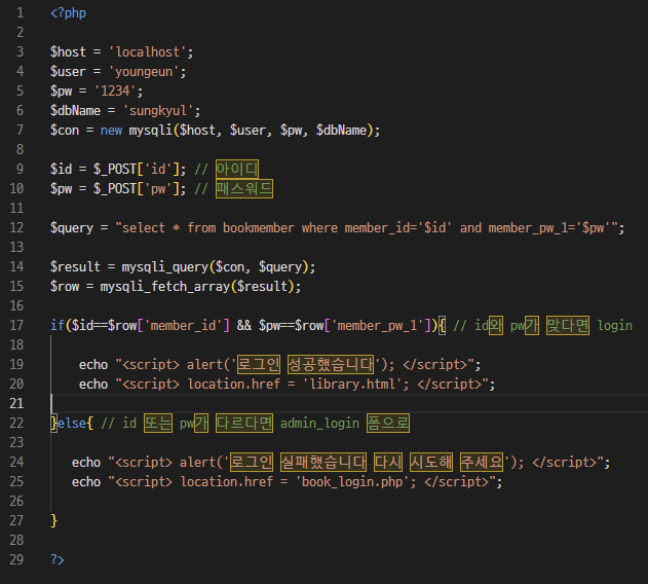 1 <?php
2
3 $host = 'localhost';
4 $user = 'youngeun';
5 $pw = '1234';
6 $dbName = 'sungkyul';
7 $con = new mysqli($host, $user, $pw, $dbName);
8
9 $id = $_POST['id']; // 아이디
10 $pw = $_POST['pw']; // 패스워드
11
12 $query = "select * from bookmember where member_id='$id' and member_pw_1='$pw'";
13
14 $result = mysqli_query($con, $query);
15 $row = mysqli_fetch_array($result);
16
17 if($id==$row['member_id'] && $pw==$row['member_pw_1']){ // id와 pw가 맞다면 login
18
19 echo "<script> alert('로그인 성공했습니다'); </script>";
20 echo "<script> location.href = 'library.html'; </script>";
21
22 }else{ // id 또는 pw가 다르다면 admin_login 폼으로
23
24 echo "<script> alert('로그인 실패했습니다 다시 시도해 주세요'); </script>";
25 echo "<script> location.href = 'book_login.php'; </script>";
26
27 }
28
29 ?>